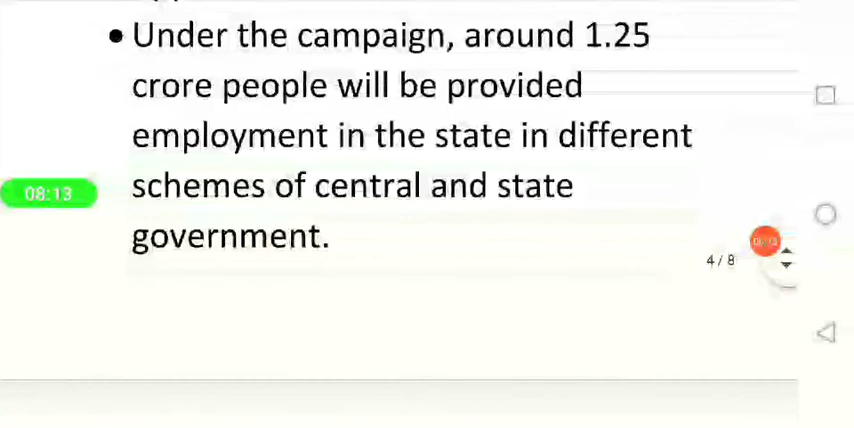 • Under the campaign, around 1.25
crore people will be provided
employment in the state in different
schemes of central and state
government.
08:13
4 / 8